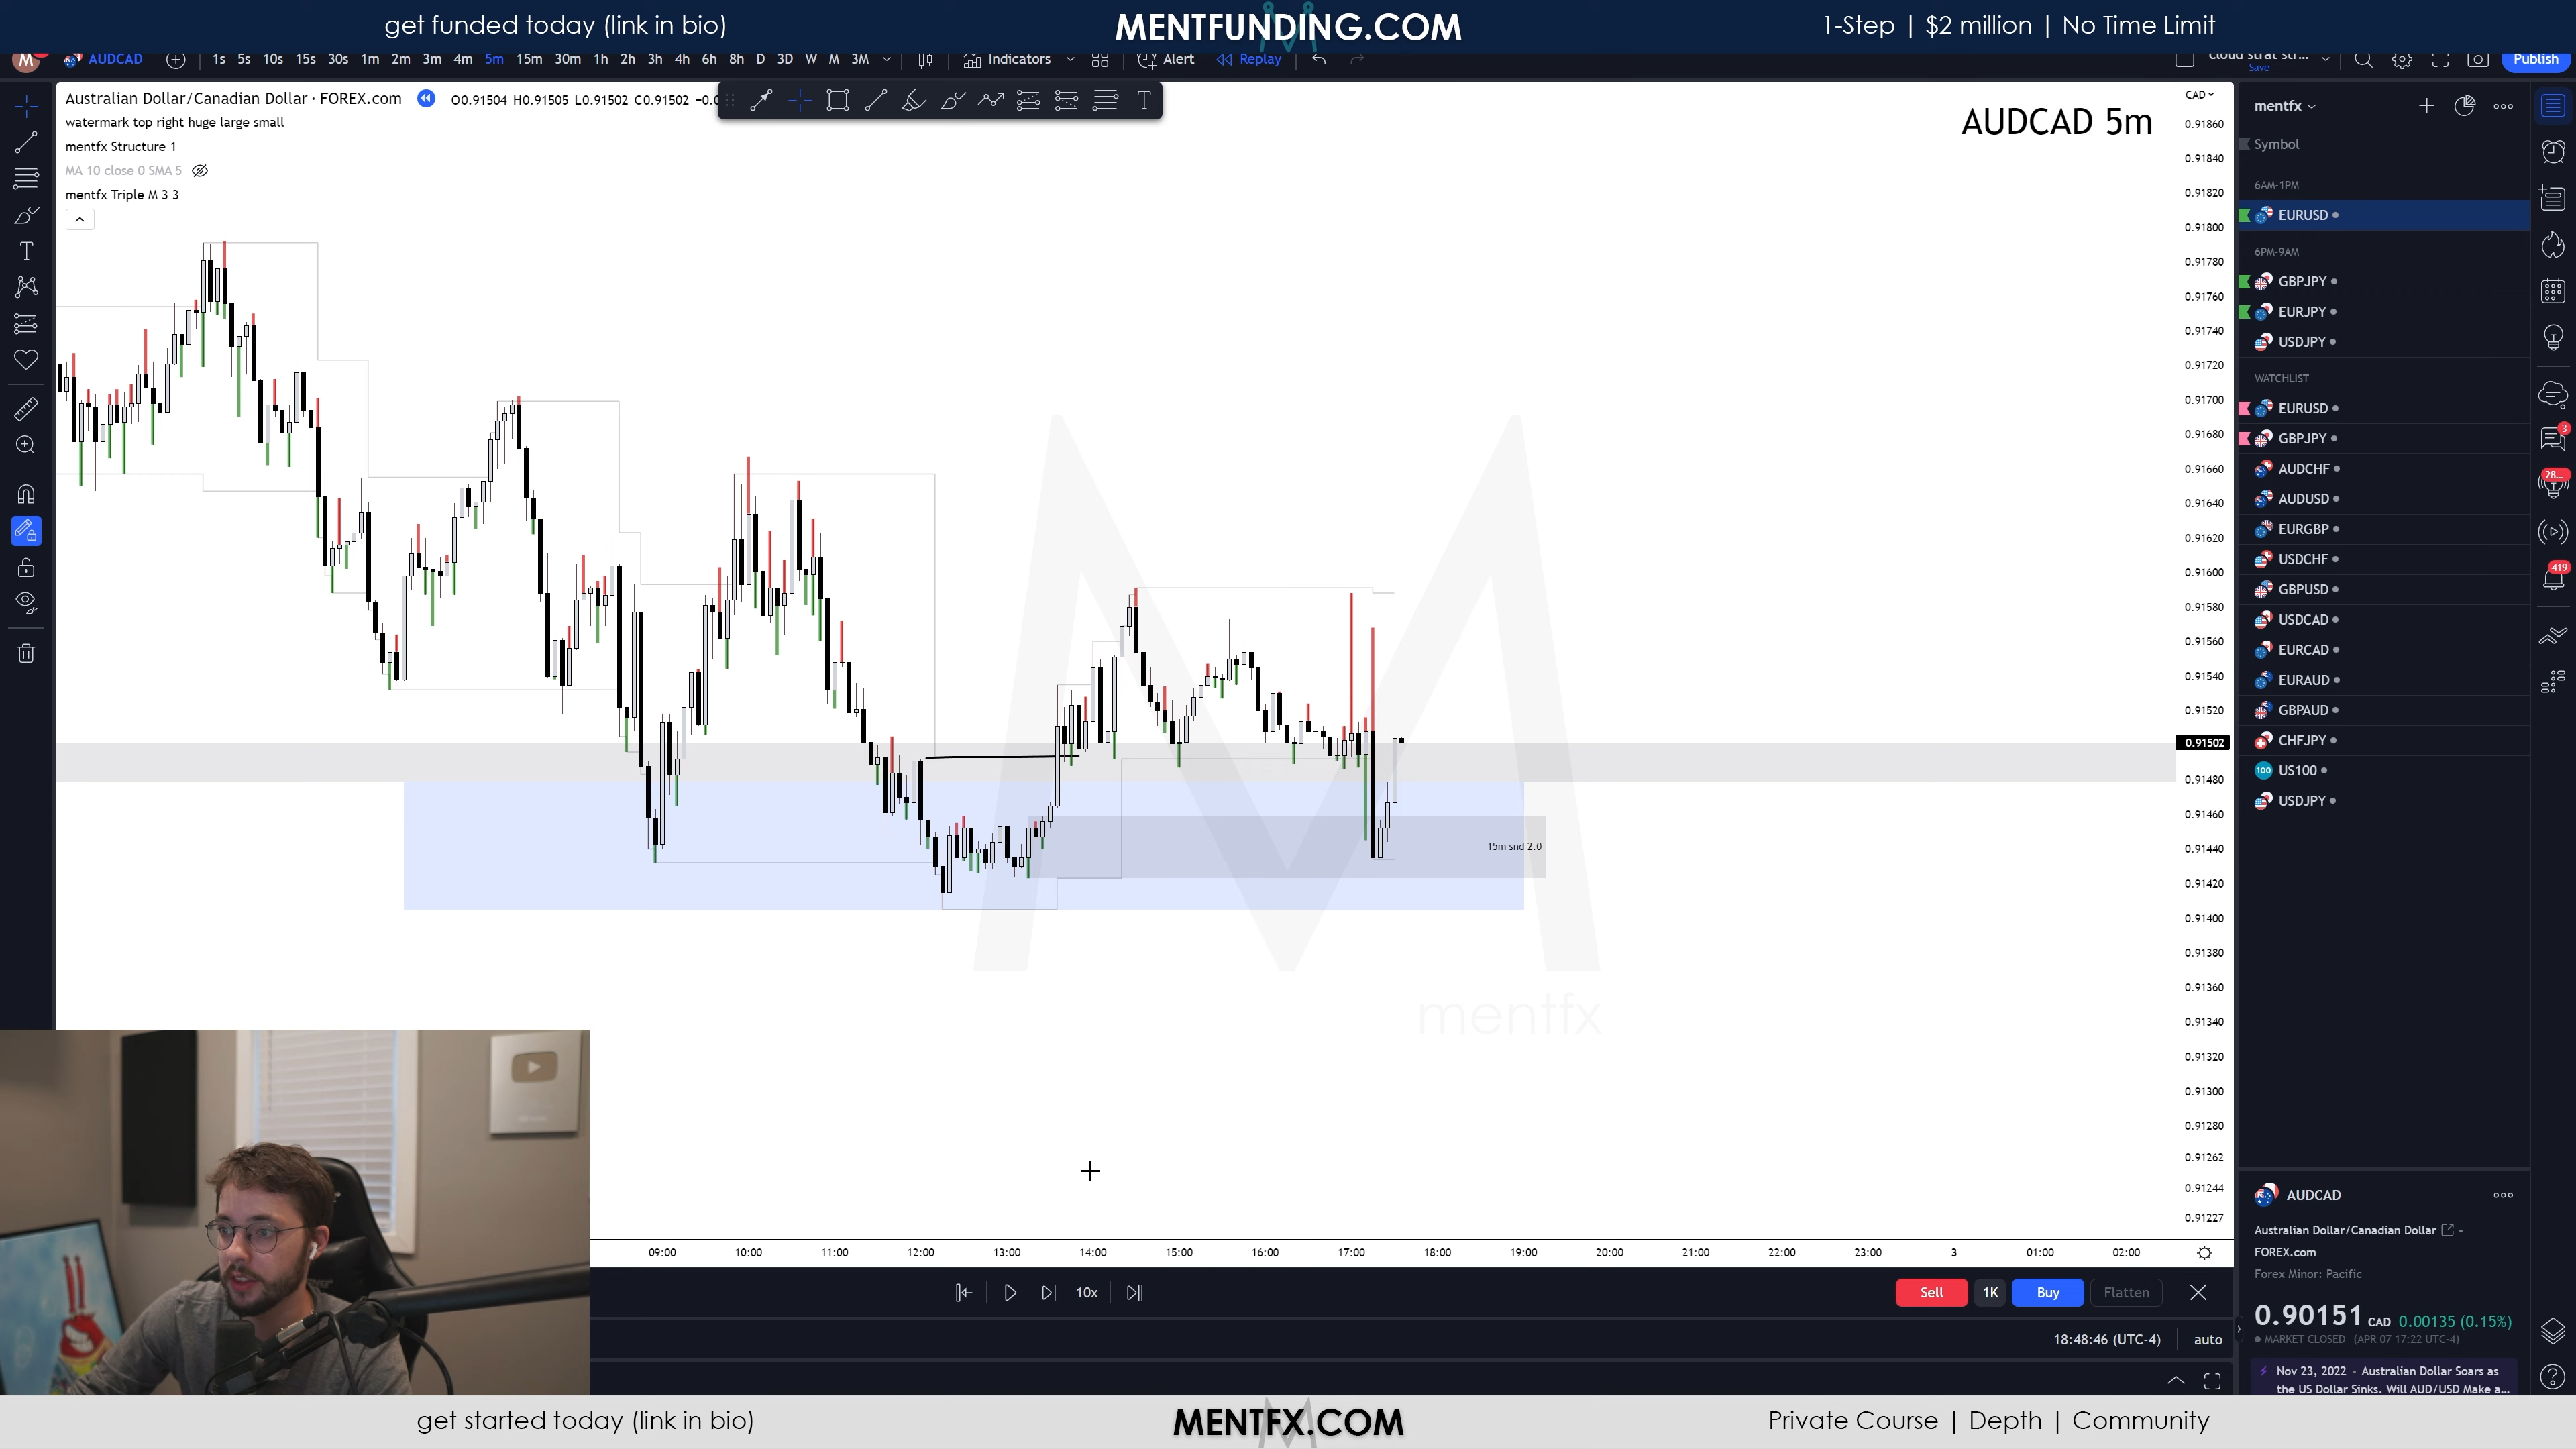 get funded today (link in bio)
MENTFUNDING.COM
1-Step | $2 million | No Time Limit
M
AUDCAD
1s 5s 10s 15s 30s 1m 2m 3m 4m 5m 15m 30m 1h 2h 3h 4h 6h 8h D 3D W M 3M
Indicators
Alert
Replay
Save
Publish
Australian Dollar/Canadian Dollar · FOREX.com
O0.91504 H0.91505 L0.91502 C0.91502
watermark top right huge large small
mentfx Structure 1
MA 10 close 0 SMA 5
mentfx Triple M 3 3
AUDCAD 5m
CAD
0.91860
0.91840
0.91820
0.91800
0.91780
0.91760
0.91740
0.91720
0.91700
0.91680
0.91660
0.91640
0.91620
0.91600
0.91580
0.91560
0.91540
0.91520
0.91502
0.91480
0.91460
0.91440
0.91420
0.91400
0.91380
0.91360
0.91340
0.91320
0.91300
0.91280
0.91262
0.91244
0.91227
15m snd 2.0
mentfx
09:00 10:00 11:00 12:00 13:00 14:00 15:00 16:00 17:00 18:00 19:00 20:00 21:00 22:00 23:00 3 01:00 02:00
10x
Sell
1K
Buy
Flatten
18:48:46 (UTC-4)
auto
mentfx
Symbol
6AM-1PM
EURUSD
6PM-9AM
GBPJPY
EURJPY
USDJPY
WATCHLIST
EURUSD
GBPJPY
AUDCHF
AUDUSD
EURGBP
USDCHF
GBPUSD
USDCAD
EURCAD
EURAUD
GBPAUD
CHFJPY
100
US100
USDJPY
3
28...
419
AUDCAD
Australian Dollar/Canadian Dollar
FOREX.com
Forex Minor: Pacific
0.90151 CAD 0.00135 (0.15%)
MARKET CLOSED (APR 07 17:22 UTC-4)
Nov 23, 2022 · Australian Dollar Soars as
the US Dollar Sinks. Will AUD/USD Make a...
get started today (link in bio)
MENTFX.COM
Private Course | Depth | Community